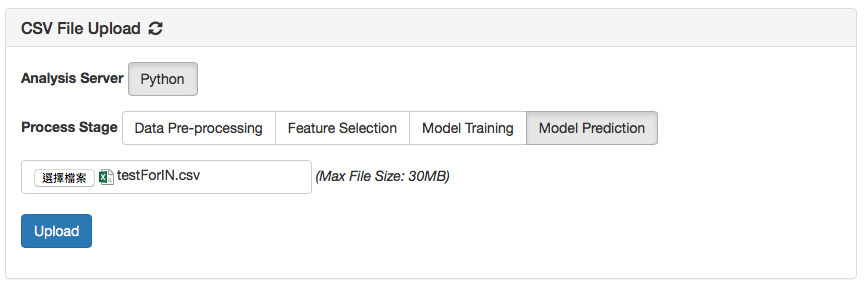 CSV File Upload
Analysis Server Python
Process Stage Data Pre-processing Feature Selection Model Training Model Prediction
選擇檔案 testForIN.csv (Max File Size: 30MB)
Upload